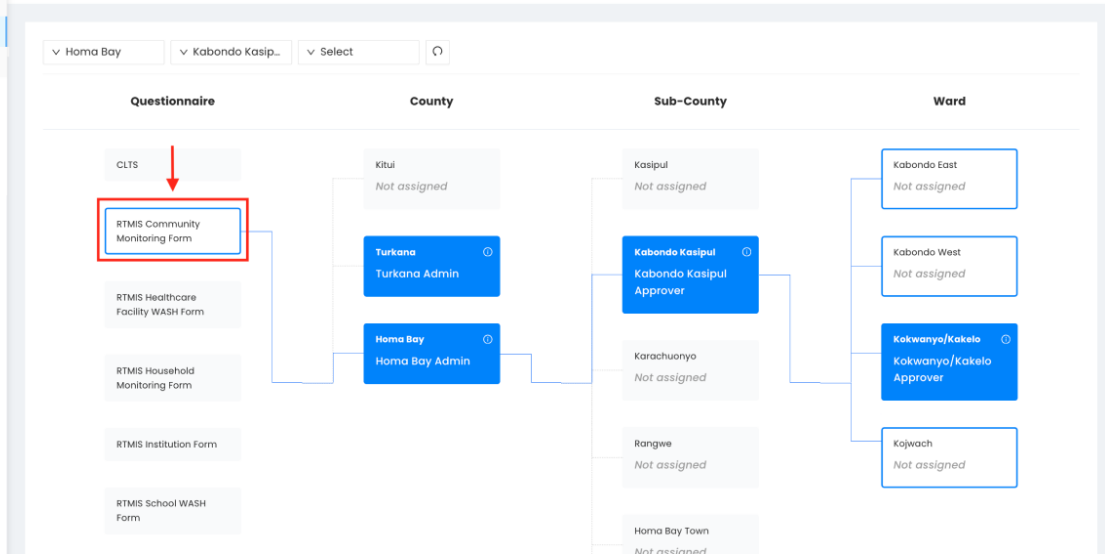 Homa Bay
Kabondo Kasip...
Select
Questionnaire
County
Sub-County
Ward
CLTS
RTMIS Community
Monitoring Form
RTMIS Healthcare
Facility WASH Form
RTMIS Household
Monitoring Form
RTMIS Institution Form
RTMIS School WASH
Form
Kitui
Not assigned
Turkana
Turkana Admin
Homa Bay
Homa Bay Admin
Kasipul
Not assigned
Kabondo Kasipul
Kabondo Kasipul
Approver
Karachuonyo
Not assigned
Rangwe
Not assigned
Homa Bay Town
Not assigned
Kabondo East
Not assigned
Kabondo West
Not assigned
Kokwanyo/Kakelo
Kokwanyo/Kakelo
Approver
Kojwach
Not assigned